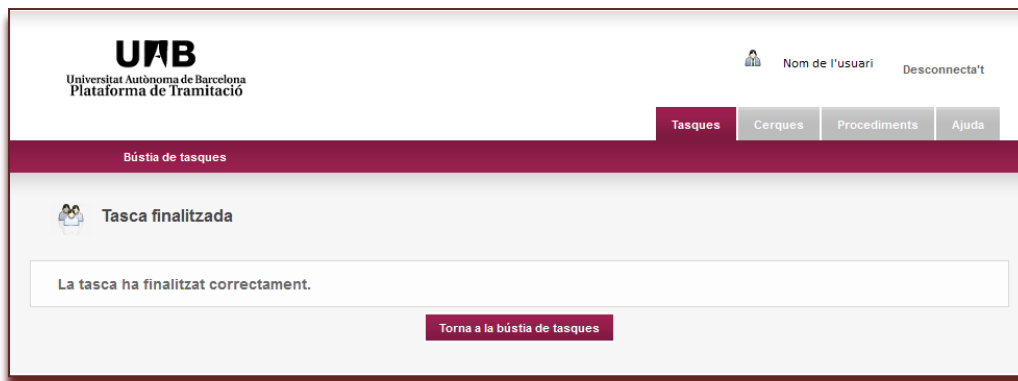 UAB
Universitat Autònoma de Barcelona
Plataforma de Tramitació
Nom de l'usuari
Desconnecta't
Tasques
Cerques
Procediments
Ajuda
Bústia de tasques
Tasca finalitzada
La tasca ha finalitzat correctament.
Torna a la bústia de tasques